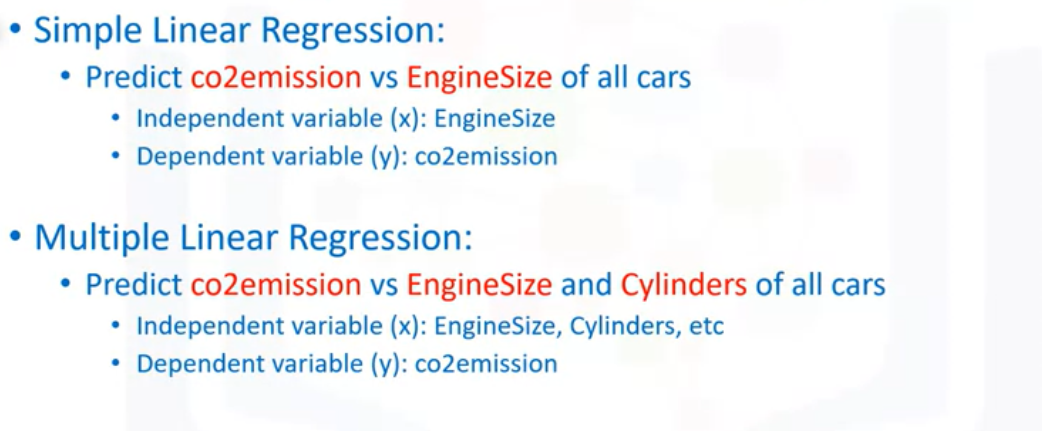 • Simple Linear Regression:
• Predict co2emission vs EngineSize of all cars
• Independent variable (x): EngineSize
• Dependent variable (y): co2emission
• Multiple Linear Regression:
• Predict co2emission vs EngineSize and Cylinders of all cars
• Independent variable (x): EngineSize, Cylinders, etc
• Dependent variable (y): co2emission